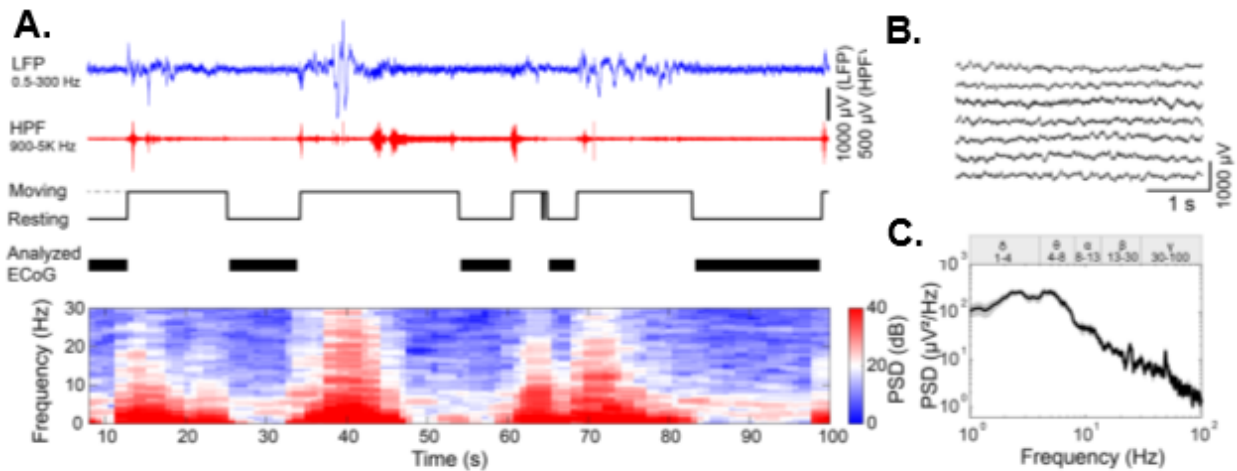 A.
LFP
0.5-300 Hz
HPF
900-5K Hz
1000 µV (LFP)
500 µV (HPF)
Moving
Resting
Analyzed
ECoG
Frequency (Hz)
30
20
10
0
10 20 30 40 50 60 70 80 90 100
Time (s)
40
20
0
PSD (dB)
B.
1000 µV
1 s
C.
δ θ α β γ
1-4 4-8 8-13 13-30 30-100
PSD (µV²/Hz)
10³
10²
10¹
10⁰
10⁰ 10¹ 10²
Frequency (Hz)